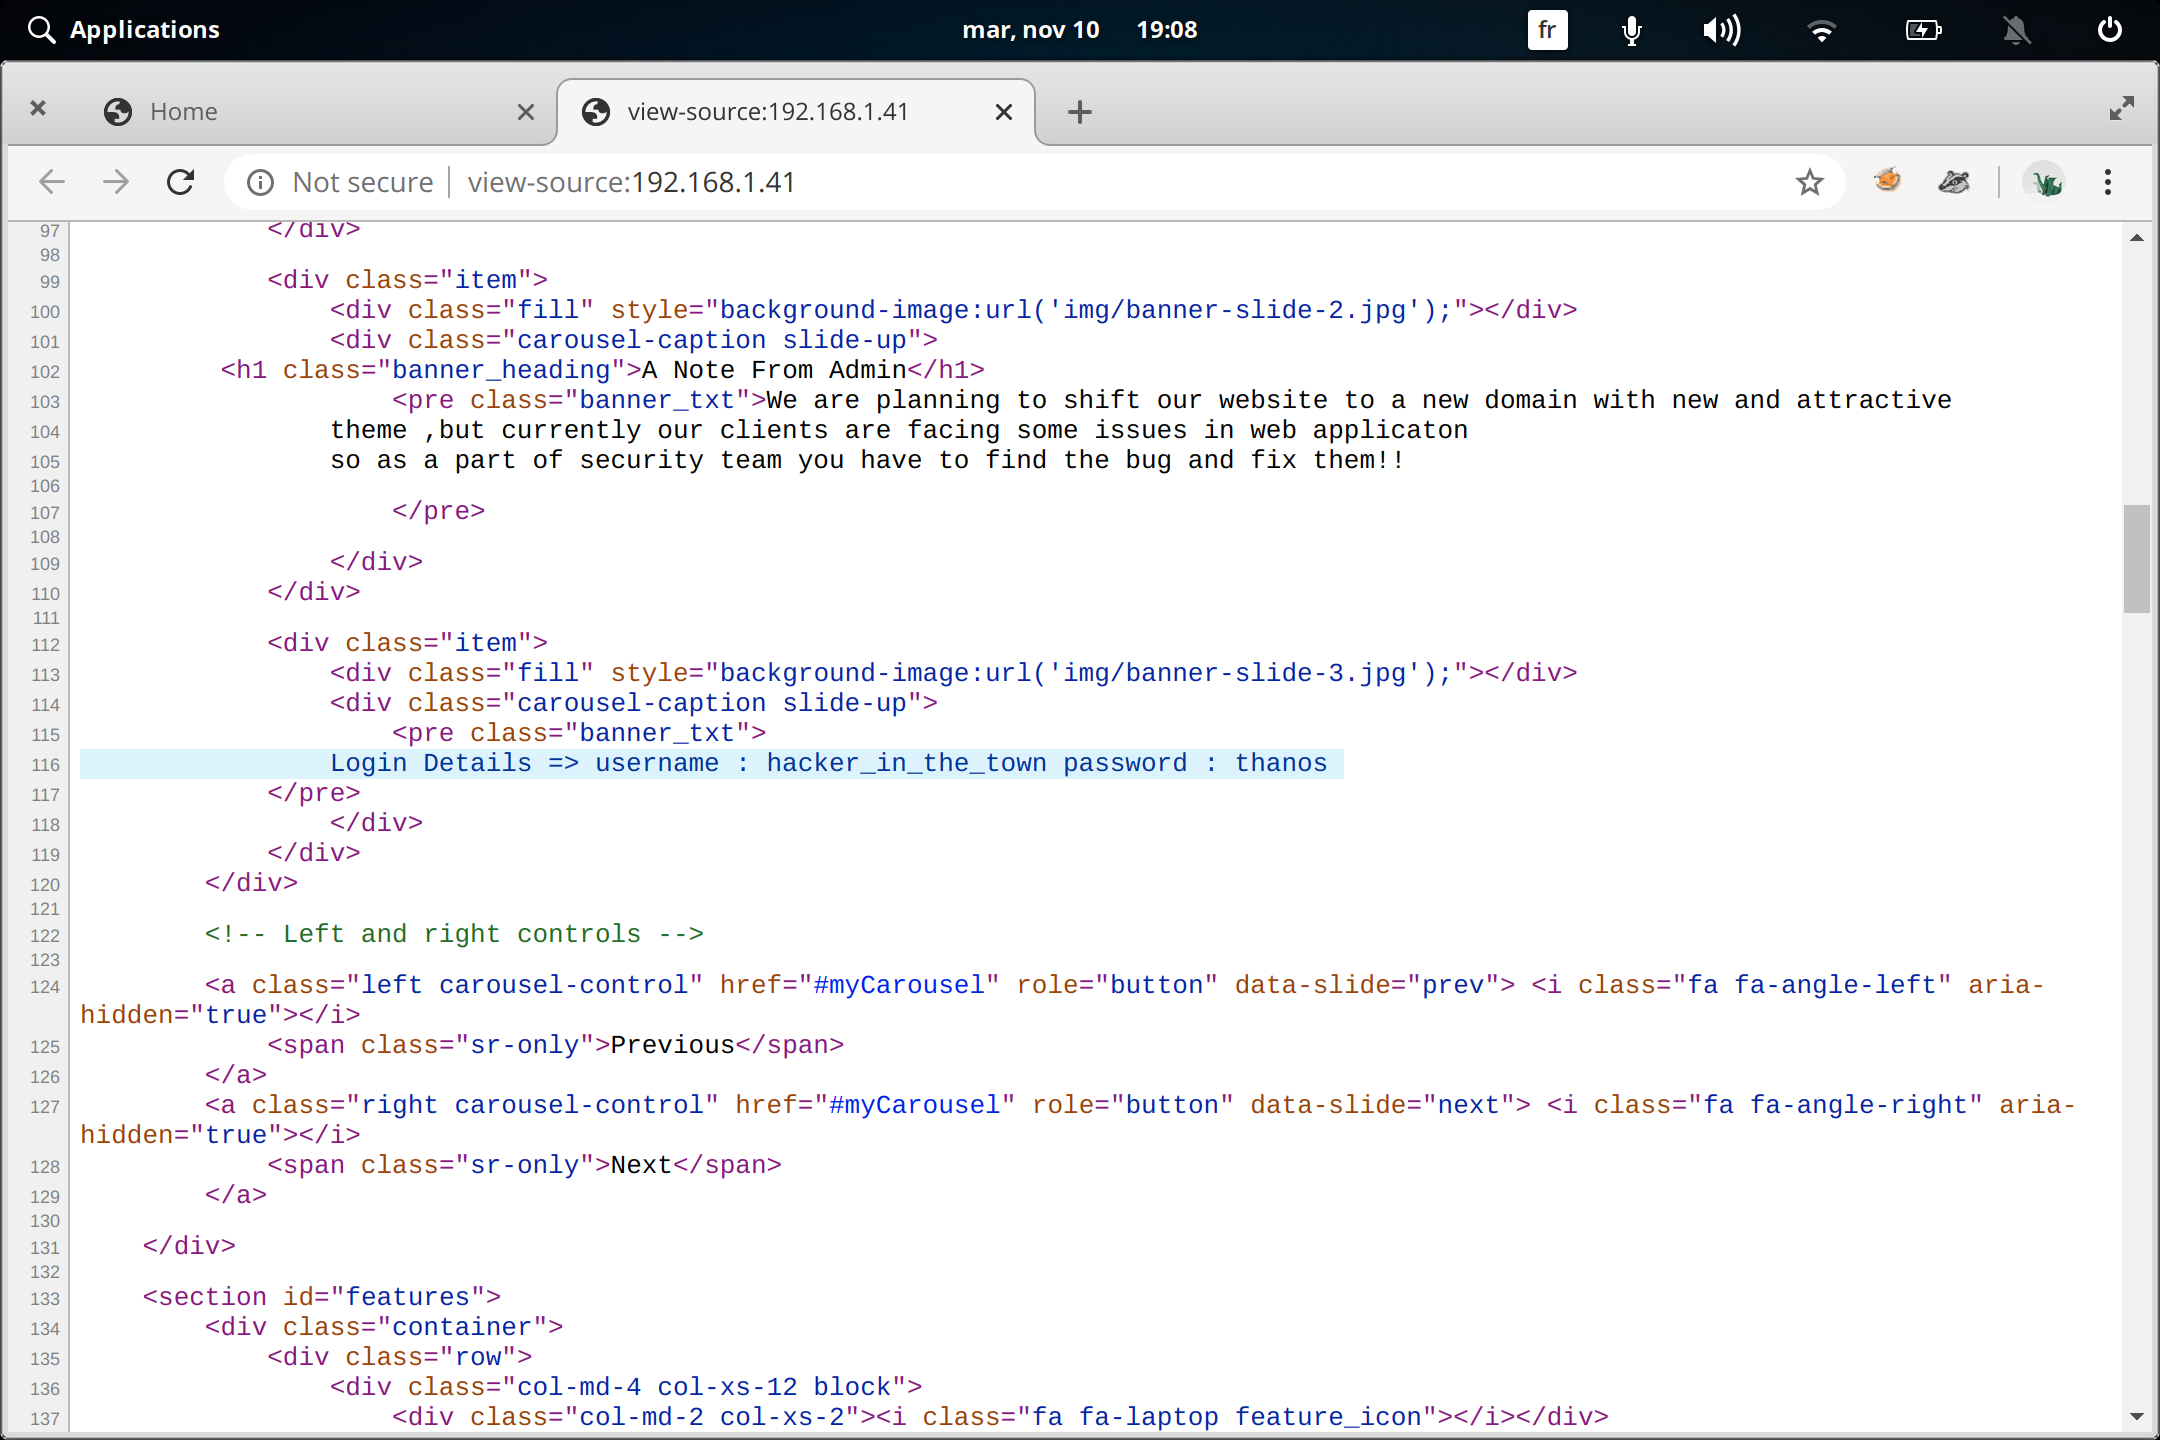 Applications
mar, nov 10 19:08
fr
Home
view-source:192.168.1.41
Not secure view-source:192.168.1.41
97 </div>
98
99 <div class="item">
100 <div class="fill" style="background-image:url('img/banner-slide-2.jpg');"></div>
101 <div class="carousel-caption slide-up">
102 <h1 class="banner_heading">A Note From Admin</h1>
103 <pre class="banner_txt">We are planning to shift our website to a new domain with new and attractive
104 theme ,but currently our clients are facing some issues in web applicaton
105 so as a part of security team you have to find the bug and fix them!!
106
107 </pre>
108
109 </div>
110 </div>
111
112 <div class="item">
113 <div class="fill" style="background-image:url('img/banner-slide-3.jpg');"></div>
114 <div class="carousel-caption slide-up">
115 <pre class="banner_txt">
116 Login Details => username : hacker_in_the_town password : thanos
117 </pre>
118 </div>
119 </div>
120 </div>
121
122 <!-- Left and right controls -->
123
124 <a class="left carousel-control" href="#myCarousel" role="button" data-slide="prev"> <i class="fa fa-angle-left" aria-
hidden="true"></i>
125 <span class="sr-only">Previous</span>
126 </a>
127 <a class="right carousel-control" href="#myCarousel" role="button" data-slide="next"> <i class="fa fa-angle-right" aria-
hidden="true"></i>
128 <span class="sr-only">Next</span>
129 </a>
130
131 </div>
132
133 <section id="features">
134 <div class="container">
135 <div class="row">
136 <div class="col-md-4 col-xs-12 block">
137 <div class="col-md-2 col-xs-2"><i class="fa fa-laptop feature_icon"></i></div>